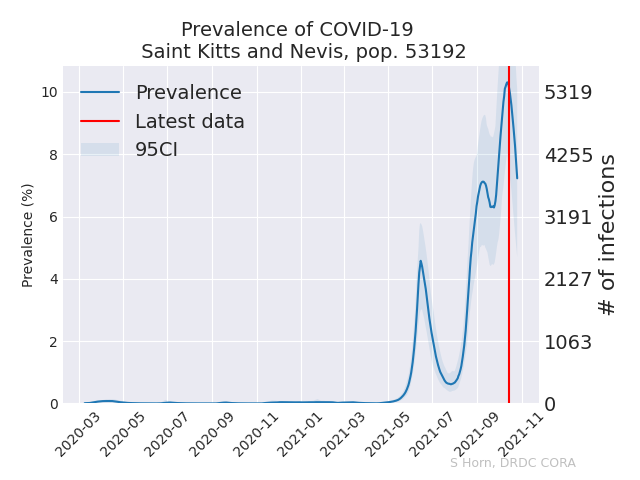 Prevalence of COVID-19
Saint Kitts and Nevis, pop. 53192
Prevalence
Latest data
95CI
Prevalence (%)
10
8
6
4
2
0
5319
4255
3191
2127
1063
0
# of infections
2020-03
2020-05
2020-07
2020-09
2020-11
2021-01
2021-03
2021-05
2021-07
2021-09
2021-11
S Horn, DRDC CORA